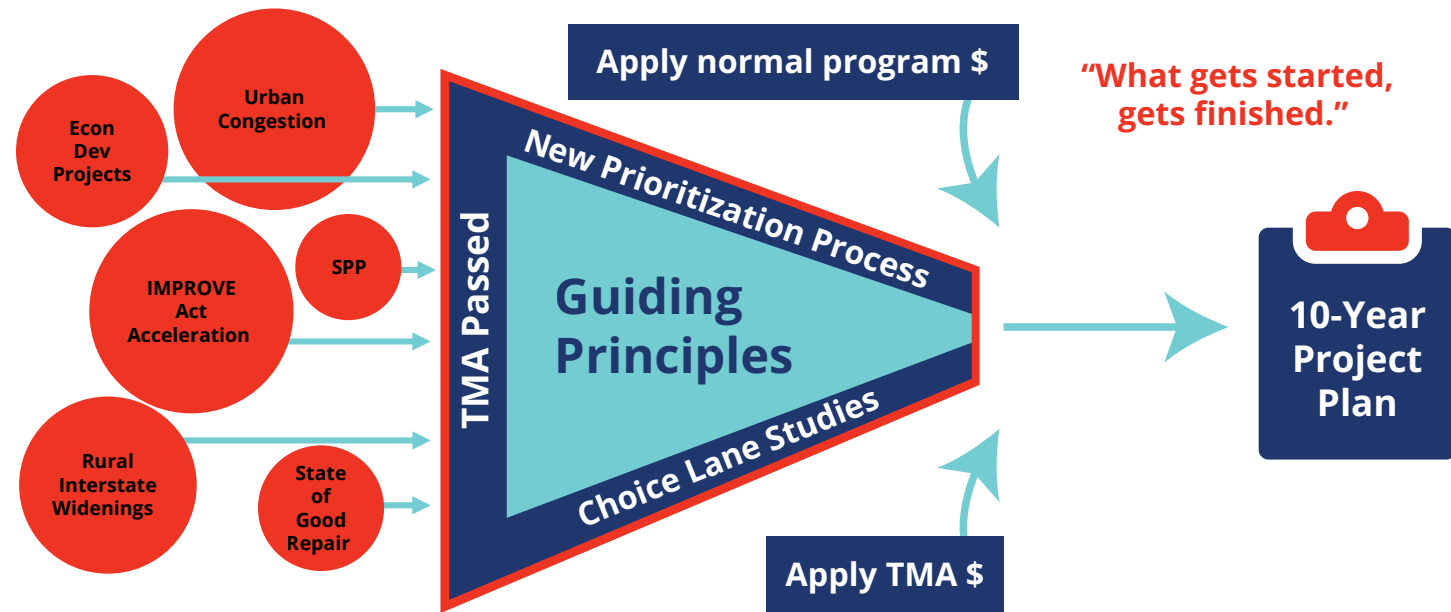 Urban
Congestion
Econ
Dev
Projects
SPP
IMPROVE
Act
Acceleration
Rural
Interstate
Widenings
State
of
Good
Repair
TMA Passed
New Prioritization Process
Guiding
Principles
Choice Lane Studies
Apply normal program $
Apply TMA $
“What gets started,
gets finished.”
10-Year
Project
Plan